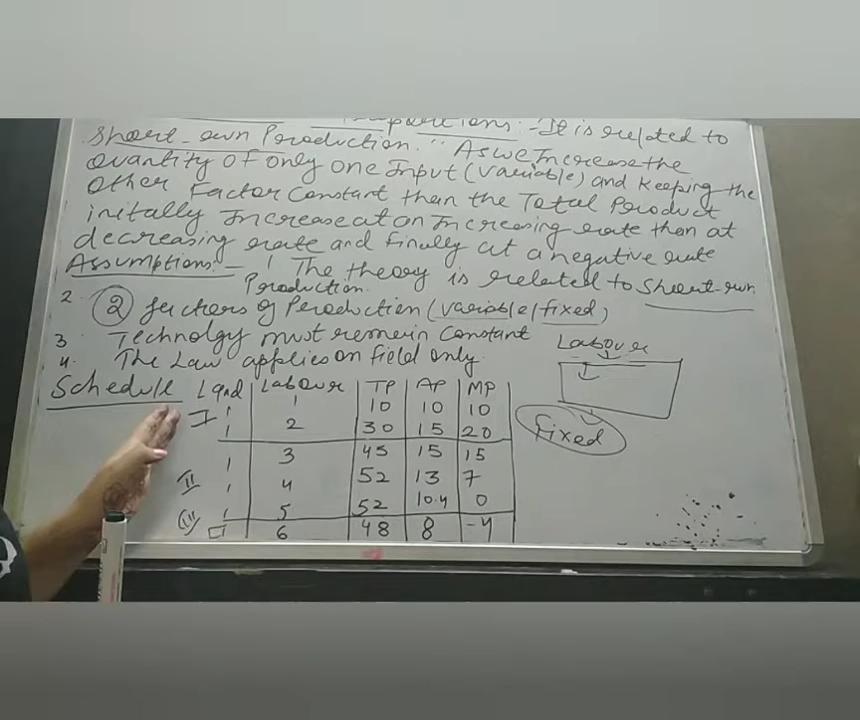 Proportions:- It is related to
Short-run Production. "As we Increase the
Quantity of only one Input (variable) and Keeping the
Other Factor Constant than the Total Product
initally Increase at an Increasing rate then at
decreasing rate and finally at a negative rate
Assumptions:- 1 The theory is related to Short-run
Production.
2. 2 factors of Production (variable/fixed)
3 Technolgy must remain Constant
4. The Law applies on field only.
Labour
Schedule Land Labour TP AP MP
I 1 1 10 10 10
1 2 30 15 20
fixed
1 3 45 15 15
II 1 4 52 13 7
1 5 52 10.4 0
III 1 6 48 8 -4